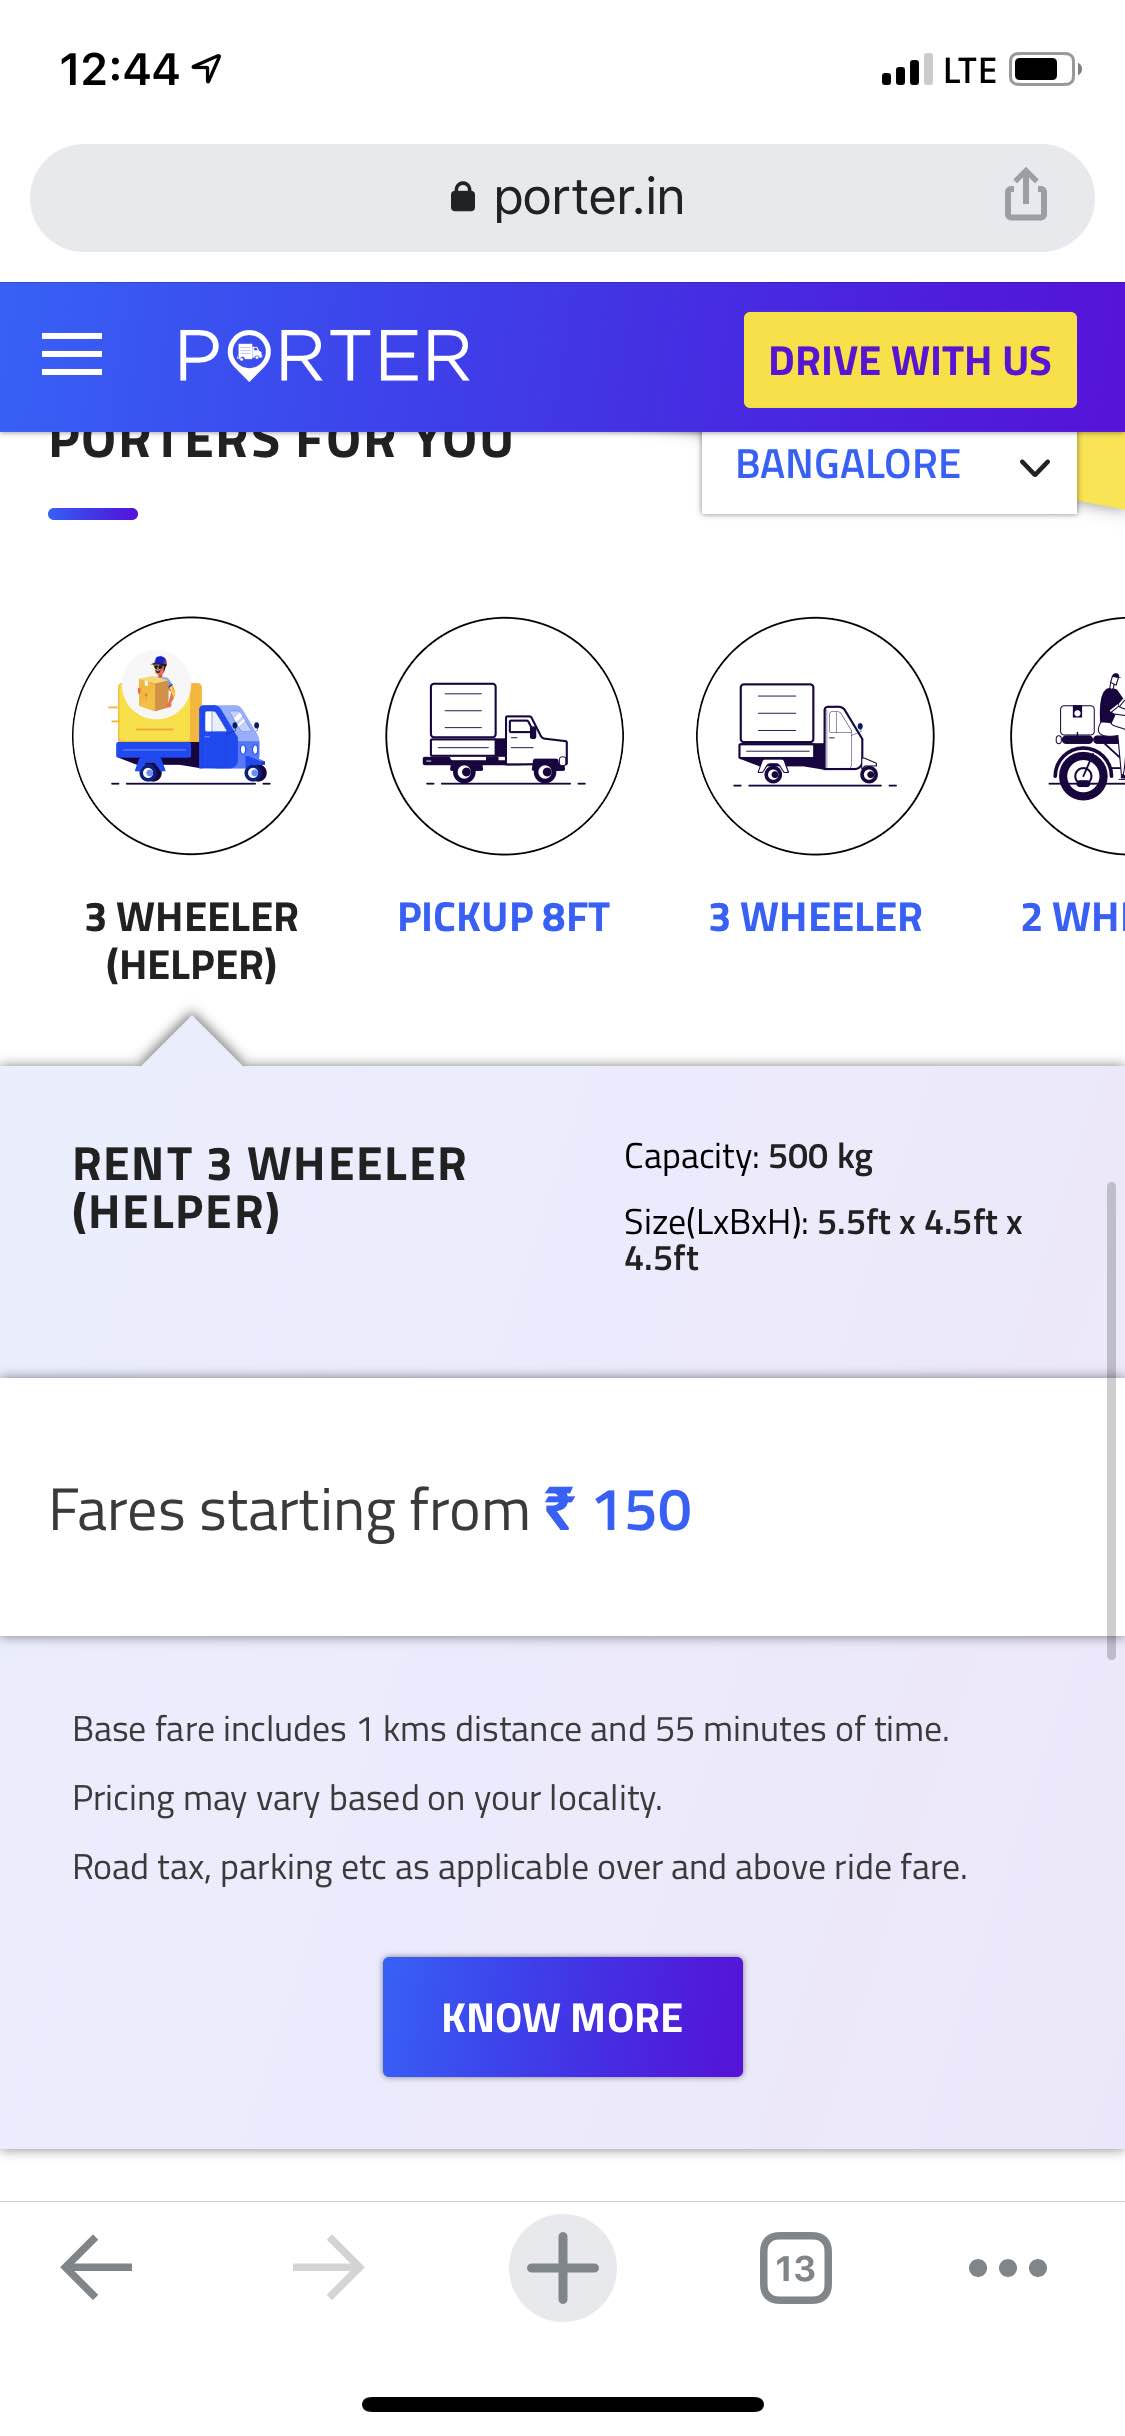 12:44
LTE
porter.in
PORTER
DRIVE WITH US
PORTERS FOR YOU
BANGALORE
3 WHEELER
(HELPER)
PICKUP 8FT
3 WHEELER
2 WH
RENT 3 WHEELER
(HELPER)
Capacity: 500 kg
Size(LxBxH): 5.5ft x 4.5ft x
4.5ft
Fares starting from ₹ 150
Base fare includes 1 kms distance and 55 minutes of time.
Pricing may vary based on your locality.
Road tax, parking etc as applicable over and above ride fare.
KNOW MORE
13